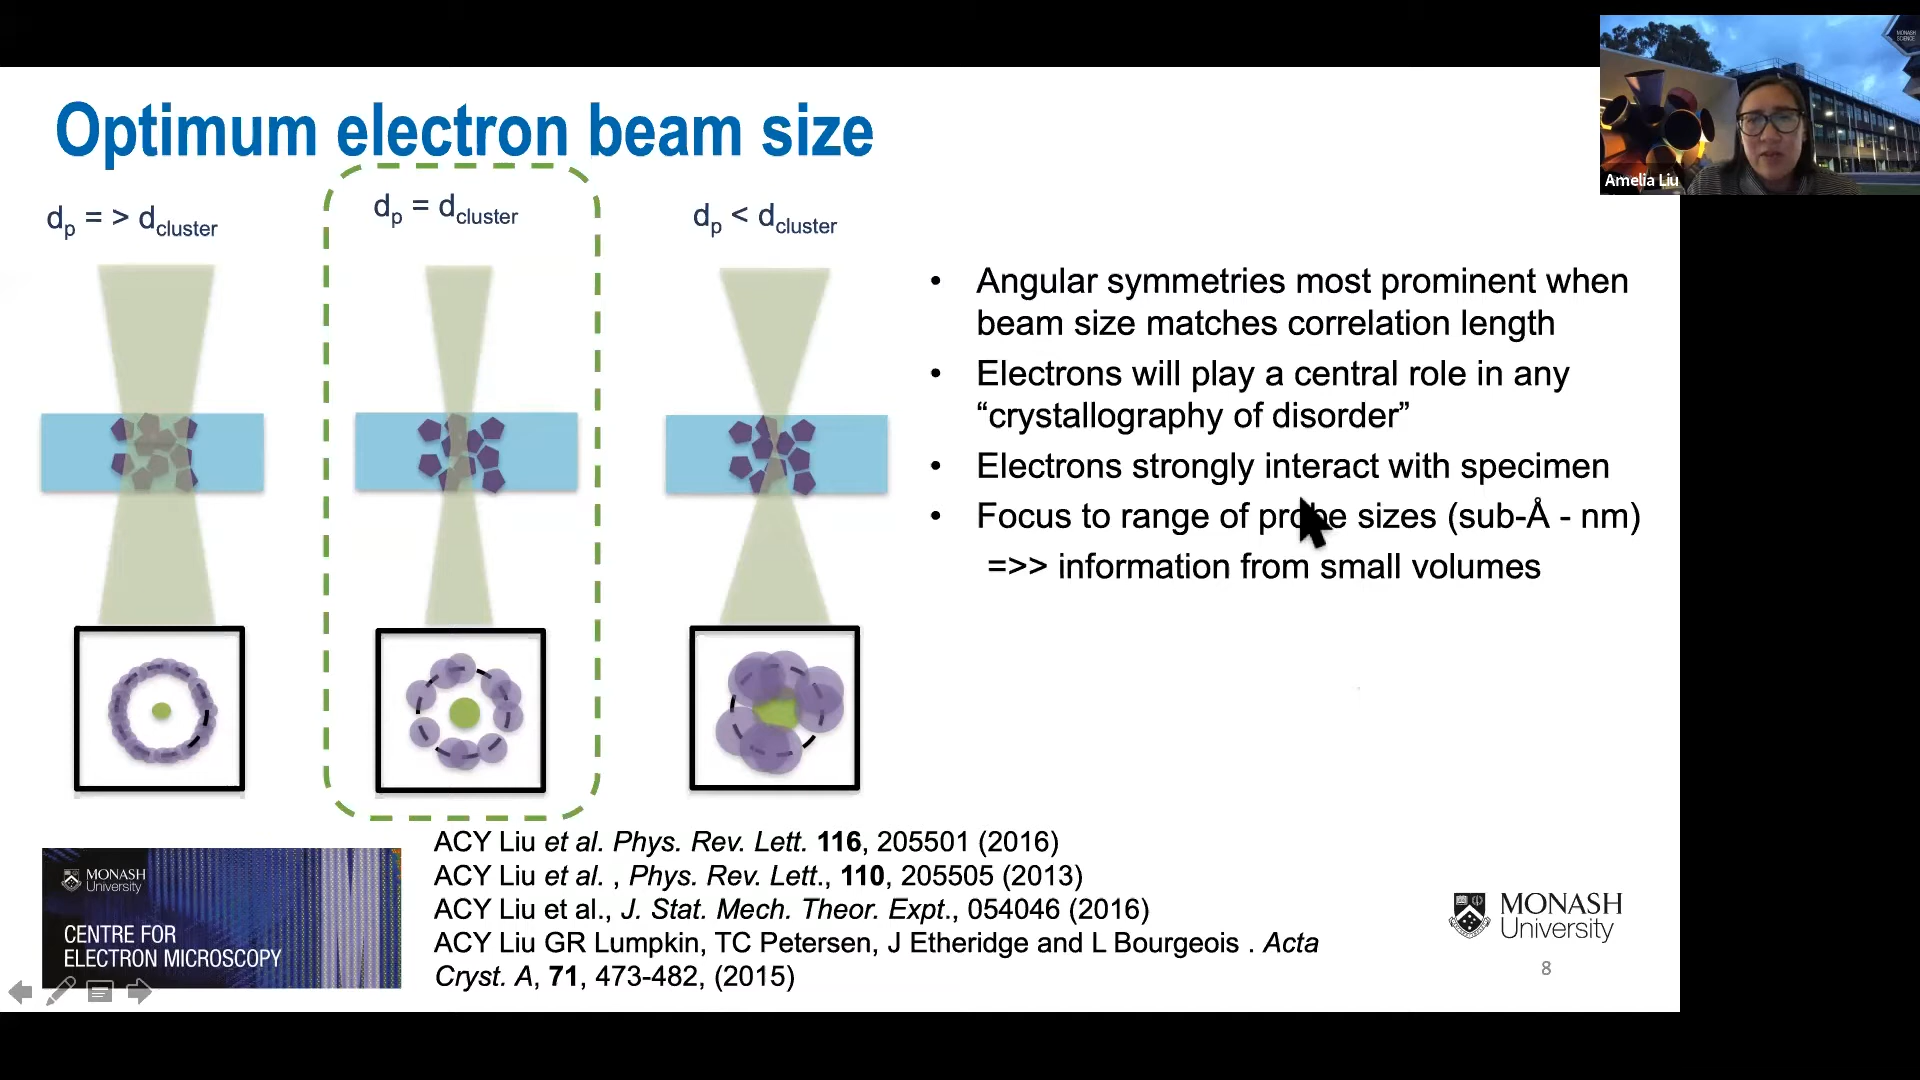 Optimum electron beam size
d_p = > d_cluster
d_p = d_cluster
d_p < d_cluster
• Angular symmetries most prominent when
beam size matches correlation length
• Electrons will play a central role in any
“crystallography of disorder”
• Electrons strongly interact with specimen
• Focus to range of probe sizes (sub-Å - nm)
=>> information from small volumes
ACY Liu et al. Phys. Rev. Lett. 116, 205501 (2016)
ACY Liu et al. , Phys. Rev. Lett., 110, 205505 (2013)
ACY Liu et al., J. Stat. Mech. Theor. Expt., 054046 (2016)
ACY Liu GR Lumpkin, TC Petersen, J Etheridge and L Bourgeois . Acta
Cryst. A, 71, 473-482, (2015)
MONASH
University
CENTRE FOR
ELECTRON MICROSCOPY
MONASH
University
8
Amelia Liu
MONASH
SCIENCE